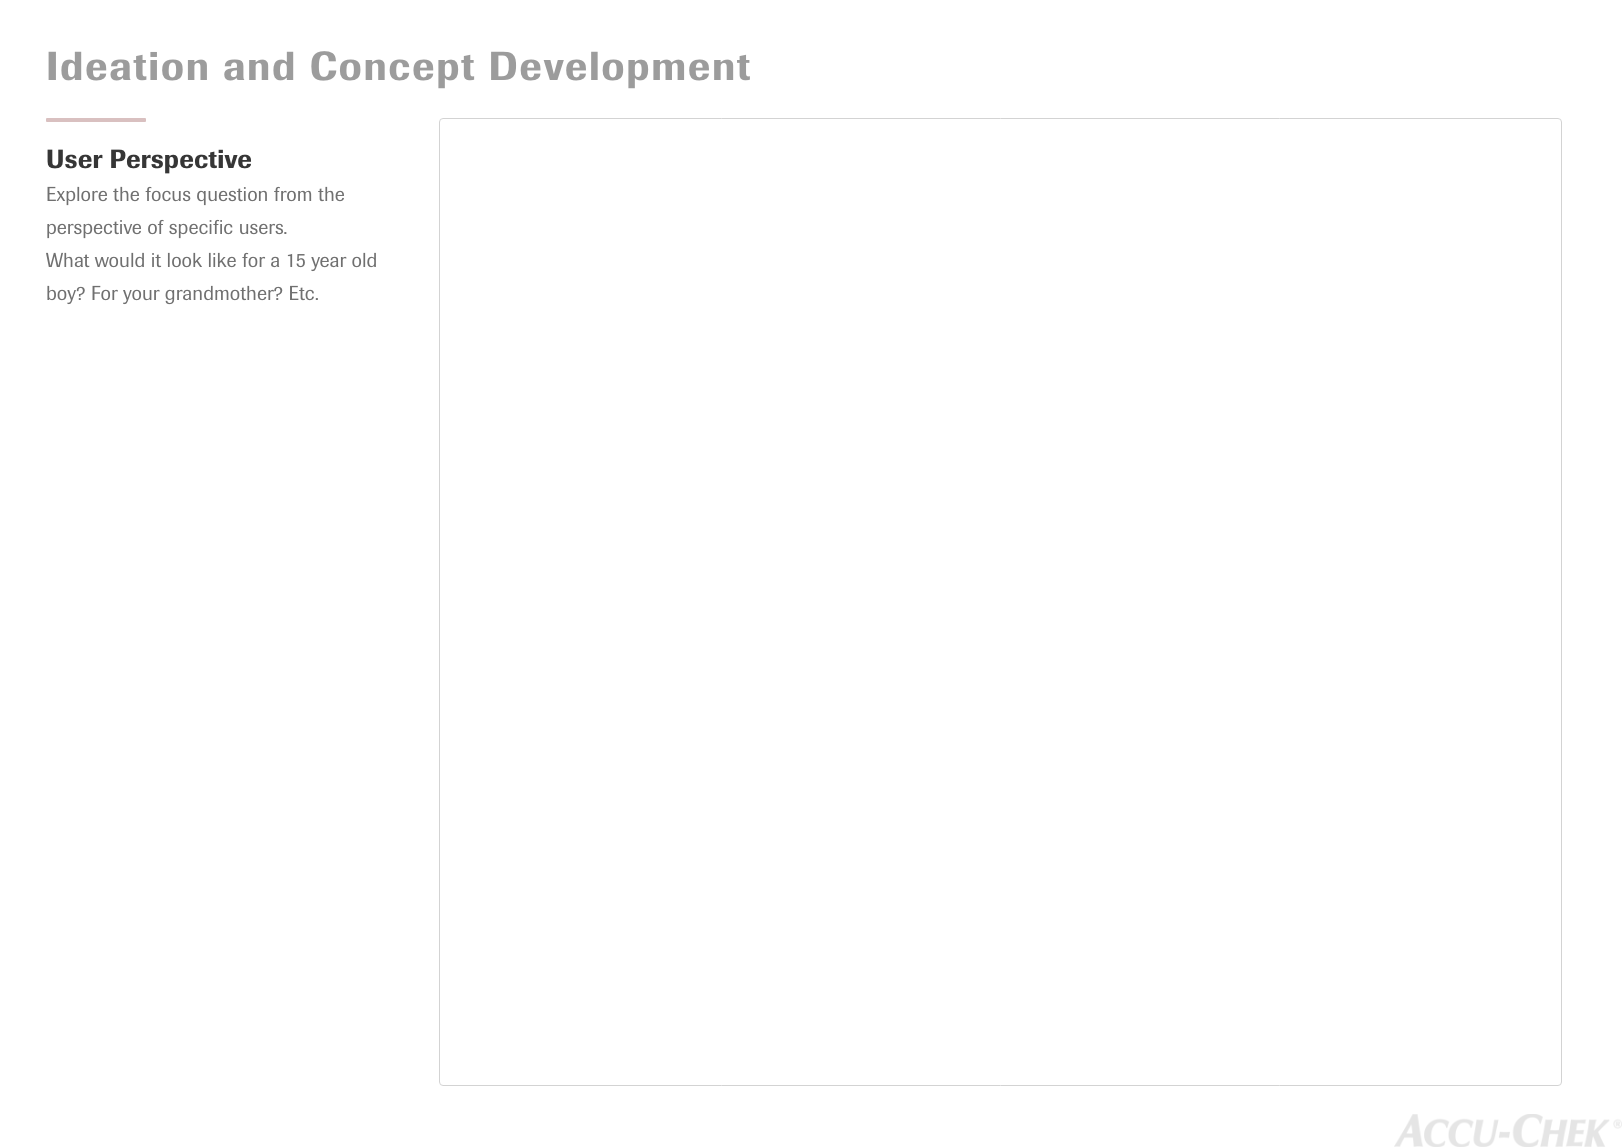 Ideation and Concept Development
User Perspective
Explore the focus question from the
perspective of specific users.
What would it look like for a 15 year old
boy? For your grandmother? Etc.
ACCU-CHEK®